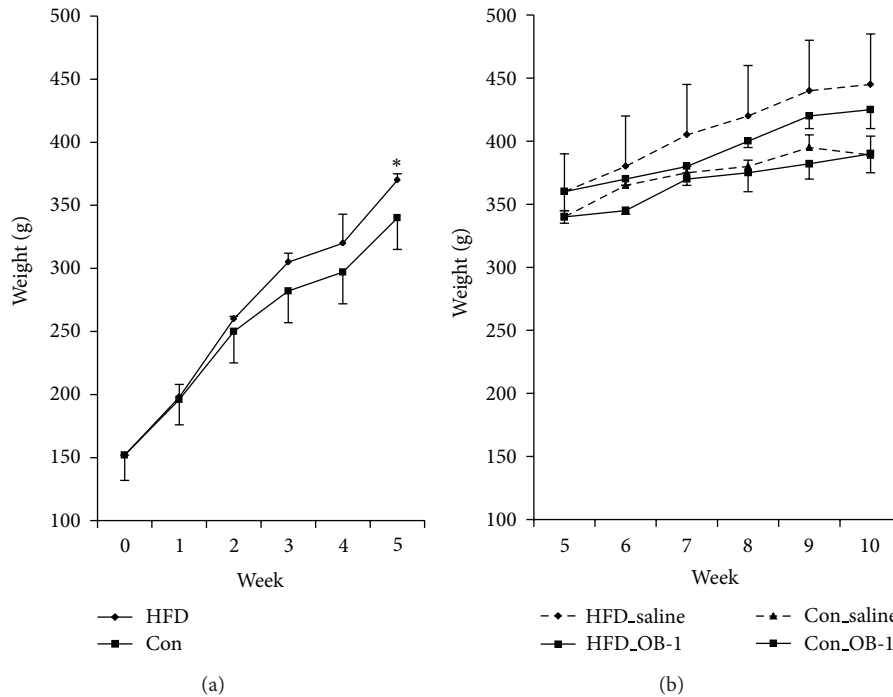 500
450
400
350
300
250
200
150
100
Weight (g)
*
0 1 2 3 4 5
Week
HFD
Con
(a)
500
450
400
350
300
250
200
150
100
Weight (g)
5 6 7 8 9 10
Week
HFD_saline Con_saline
HFD_OB-1 Con_OB-1
(b)